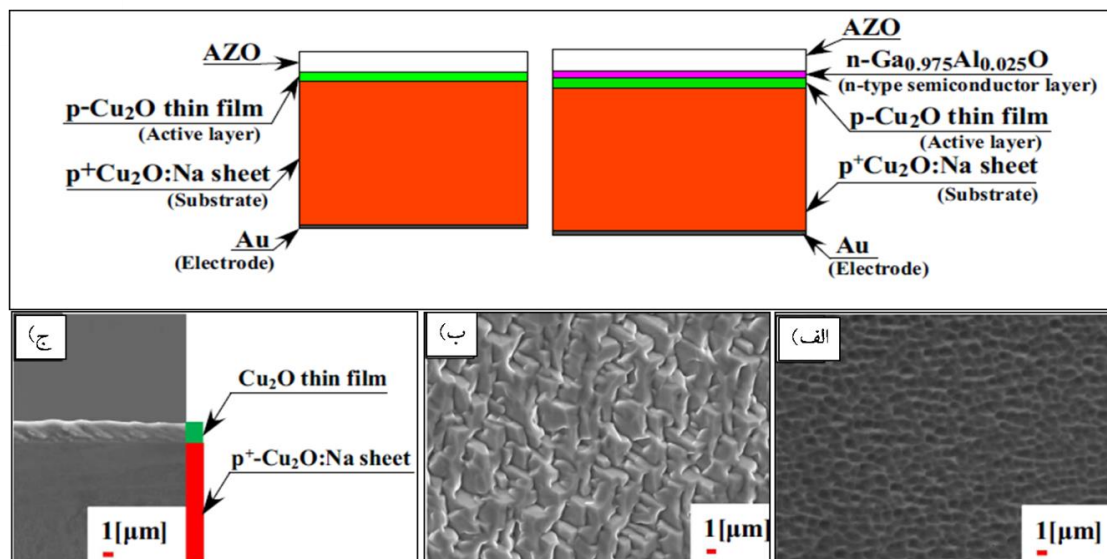 AZO
p-Cu₂O thin film
(Active layer)
p⁺Cu₂O:Na sheet
(Substrate)
Au
(Electrode)
AZO
n-Ga₀.₉₇₅Al₀.₀₂₅O
(n-type semiconductor layer)
p-Cu₂O thin film
(Active layer)
p⁺Cu₂O:Na sheet
(Substrate)
Au
(Electrode)
الف)
1[µm]
ب)
1[µm]
ج)
Cu₂O thin film
p⁺-Cu₂O:Na sheet
1[µm]